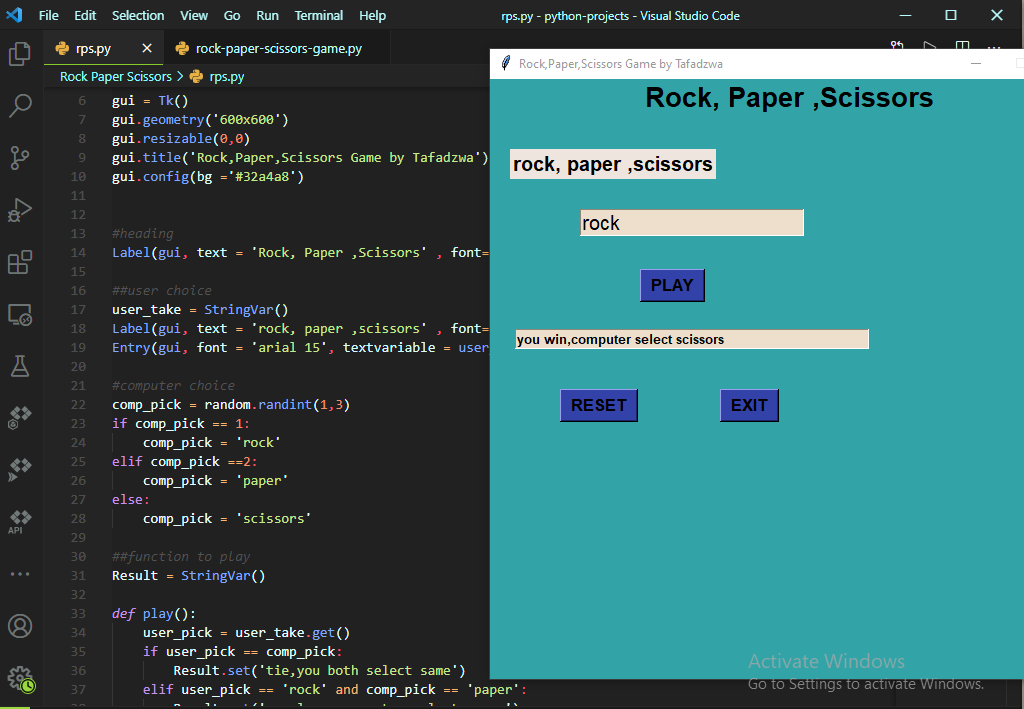 File Edit Selection View Go Run Terminal Help rps.py - python-projects - Visual Studio Code
rps.py rock-paper-scissors-game.py
Rock Paper Scissors > rps.py
6 gui = Tk()
7 gui.geometry('600x600')
8 gui.resizable(0,0)
9 gui.title('Rock,Paper,Scissors Game by Tafadzwa')
10 gui.config(bg ='#32a4a8')
11
12
13 #heading
14 Label(gui, text = 'Rock, Paper ,Scissors' , font=
15
16 ##user choice
17 user_take = StringVar()
18 Label(gui, text = 'rock, paper ,scissors' , font=
19 Entry(gui, font = 'arial 15', textvariable = user
20
21 #computer choice
22 comp_pick = random.randint(1,3)
23 if comp_pick == 1:
24 comp_pick = 'rock'
25 elif comp_pick ==2:
26 comp_pick = 'paper'
27 else:
28 comp_pick = 'scissors'
29
30 ##function to play
31 Result = StringVar()
32
33 def play():
34 user_pick = user_take.get()
35 if user_pick == comp_pick:
36 Result.set('tie,you both select same')
37 elif user_pick == 'rock' and comp_pick == 'paper':
API
Rock,Paper,Scissors Game by Tafadzwa
Rock, Paper ,Scissors
rock, paper ,scissors
rock
PLAY
you win,computer select scissors
RESET EXIT
Activate Windows
Go to Settings to activate Windows.